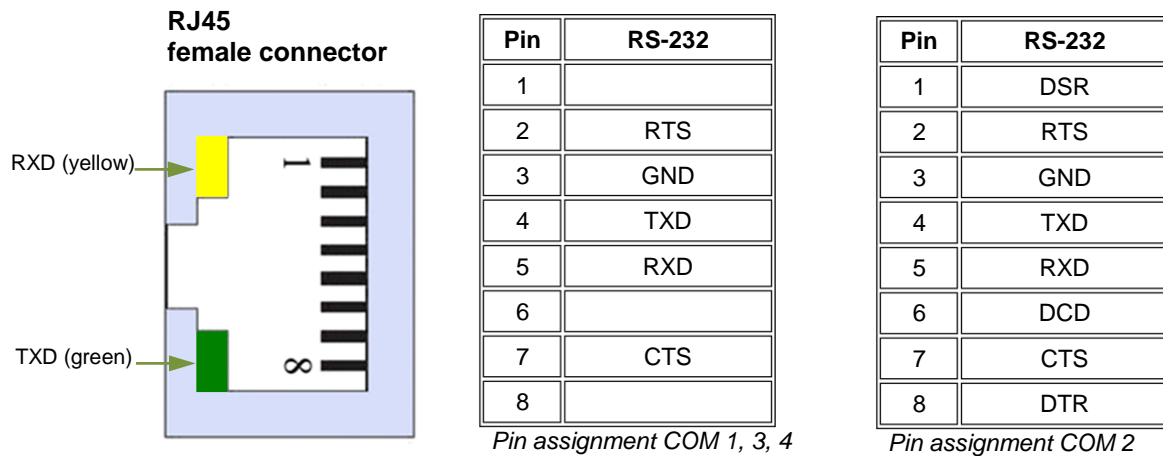 RJ45
female connector
RXD (yellow)
TXD (green)
1
8
Pin RS-232
1
2 RTS
3 GND
4 TXD
5 RXD
6
7 CTS
8
Pin assignment COM 1, 3, 4
Pin RS-232
1 DSR
2 RTS
3 GND
4 TXD
5 RXD
6 DCD
7 CTS
8 DTR
Pin assignment COM 2